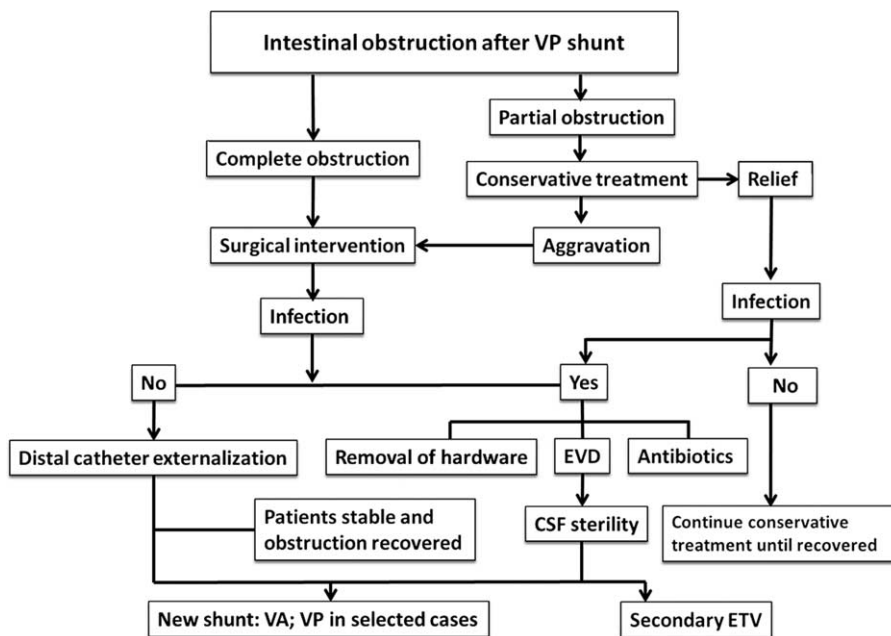 Intestinal obstruction after VP shunt
Partial obstruction
Complete obstruction
Conservative treatment
Relief
Surgical intervention
Aggravation
Infection
Infection
No
Yes
No
Distal catheter externalization
Removal of hardware
EVD
Antibiotics
Patients stable and
obstruction recovered
CSF sterility
Continue conservative
treatment until recovered
New shunt: VA; VP in selected cases
Secondary ETV